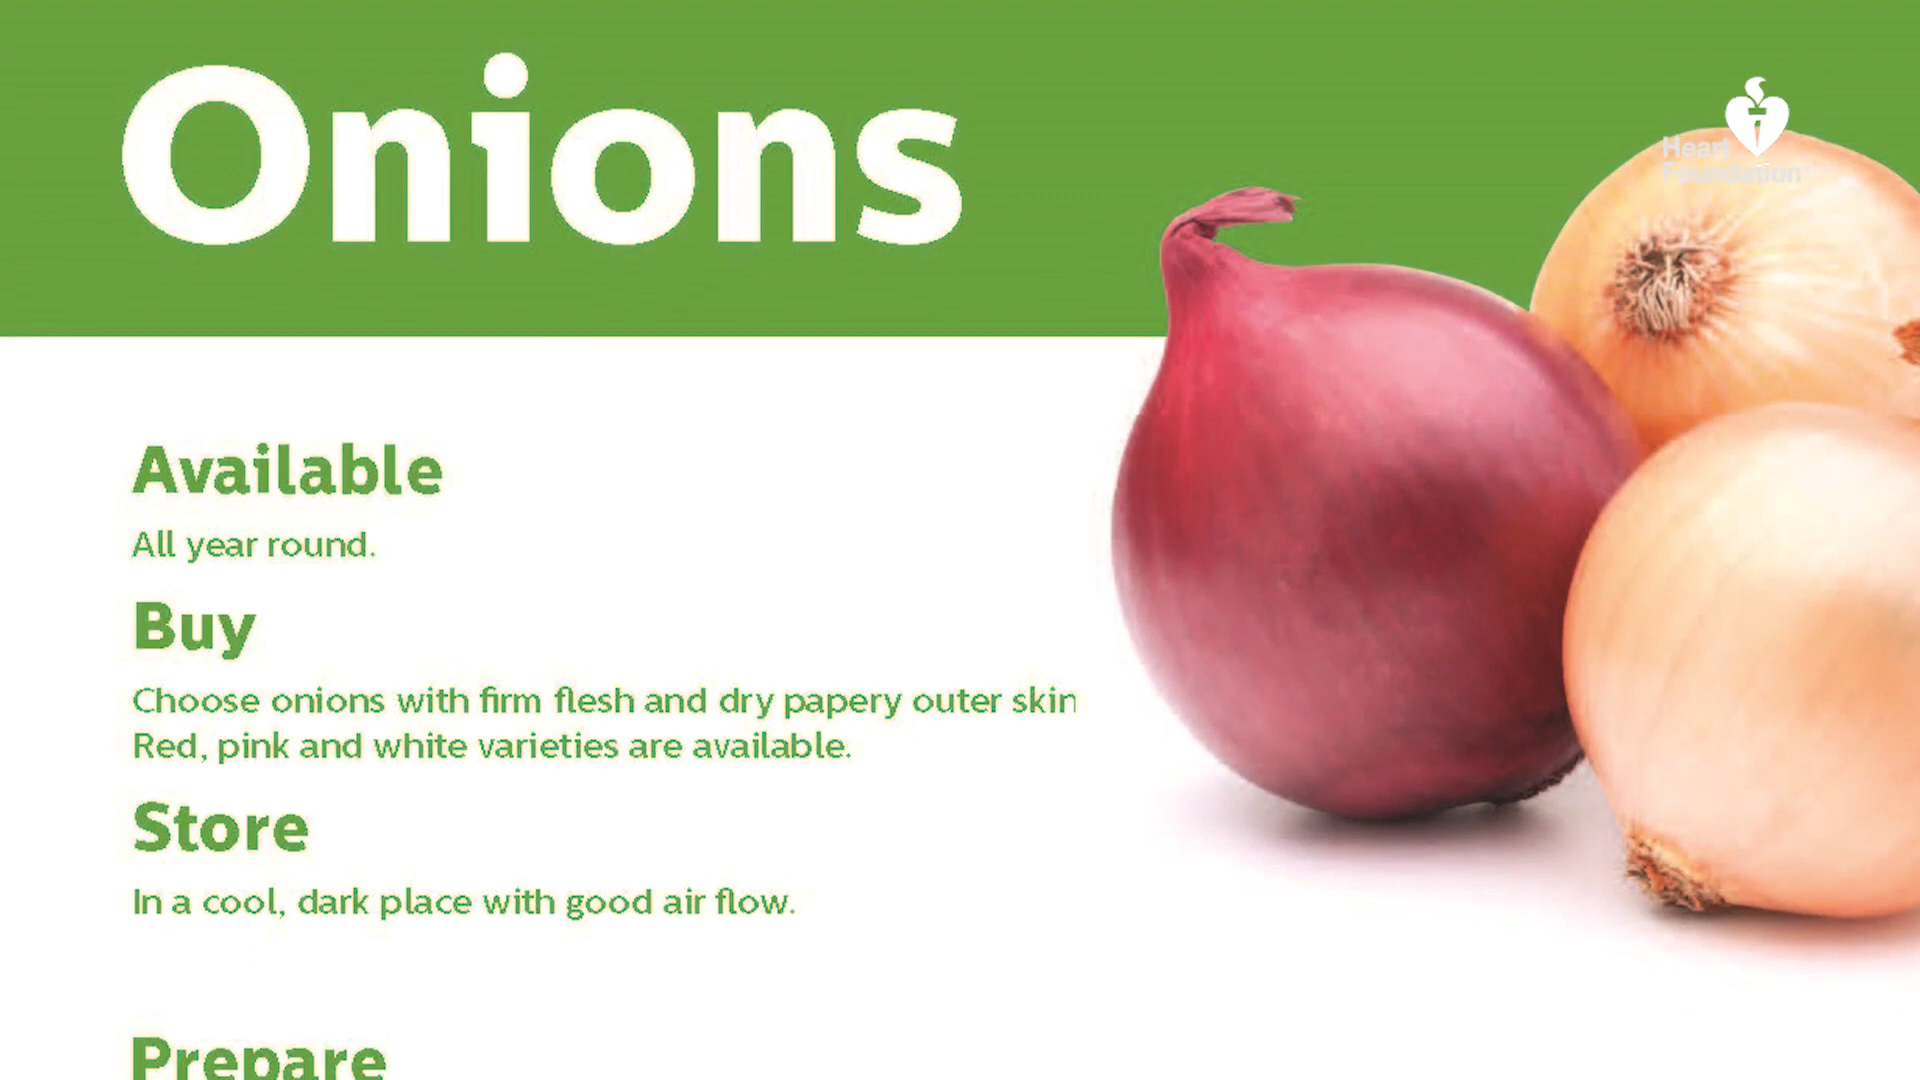 Onions
Heart
Foundation
Available
All year round.
Buy
Choose onions with firm flesh and dry papery outer skin
Red, pink and white varieties are available.
Store
In a cool, dark place with good air flow.
Prepare